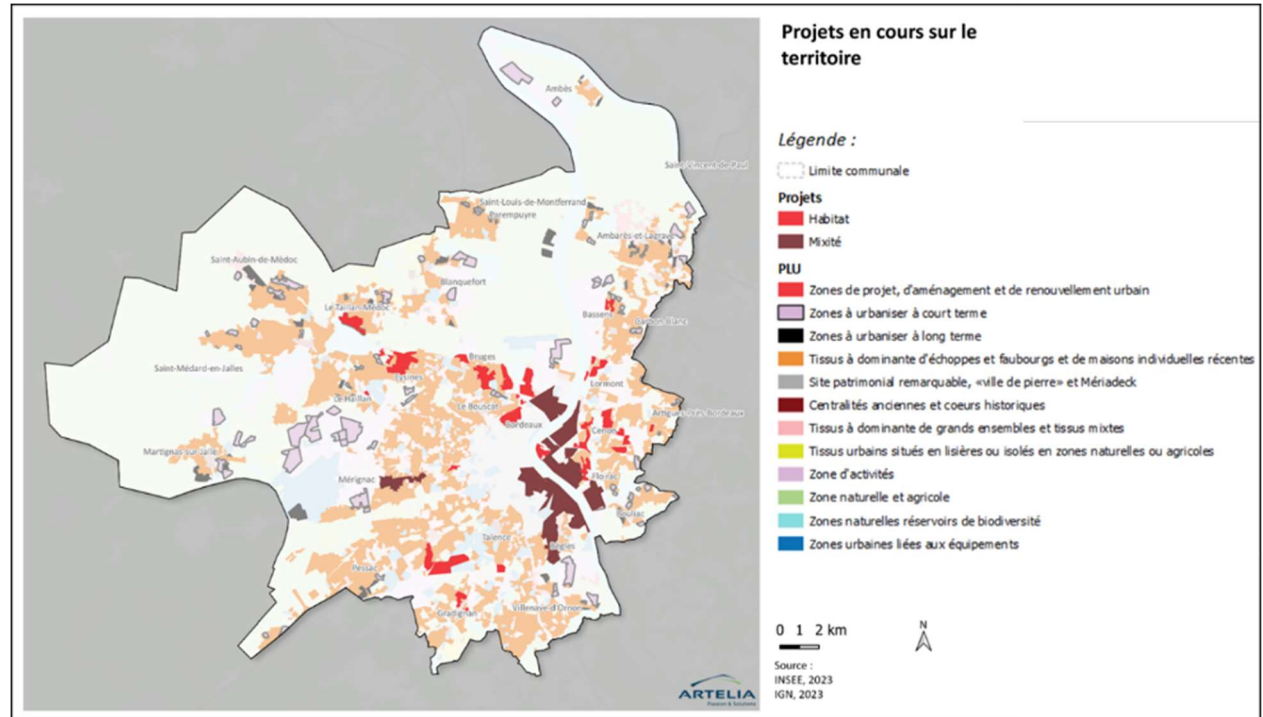 Projets en cours sur le
territoire
Légende :
Limite communale
Projets
Habitat
Mixité
PLU
Zones de projet, d'aménagement et de renouvellement urbain
Zones à urbaniser à court terme
Zones à urbaniser à long terme
Tissus à dominante d'échoppes et faubourgs et de maisons individuelles récentes
Site patrimonial remarquable, «ville de pierre» et Mériadeck
Centralités anciennes et coeurs historiques
Tissus à dominante de grands ensembles et tissus mixtes
Tissus urbains situés en lisières ou isolés en zones naturelles ou agricoles
Zone d'activités
Zone naturelle et agricole
Zones naturelles réservoirs de biodiversité
Zones urbaines liées aux équipements
0 1 2 km
N
Source :
INSEE, 2023
IGN, 2023
Ambès
Saint-Vincent-de-Paul
Saint-Louis-de-Montferrand
Parempuyre
Ambarès-et-Lagrave
Saint-Aubin-de-Médoc
Blanquefort
Le Taillan-Médoc
Bassens
Carbon-Blanc
Saint-Médard-en-Jalles
Bruges
Eysines
Lormont
Le Haillan
Le Bouscat
Artigues-Près-Bordeaux
Bordeaux
Cenon
Martignas-sur-Jalle
Mérignac
Floirac
Bouliac
Talence
Bègles
Pessac
Gradignan
Villenave-d'Ornon
ARTELIA
Passion & Solutions